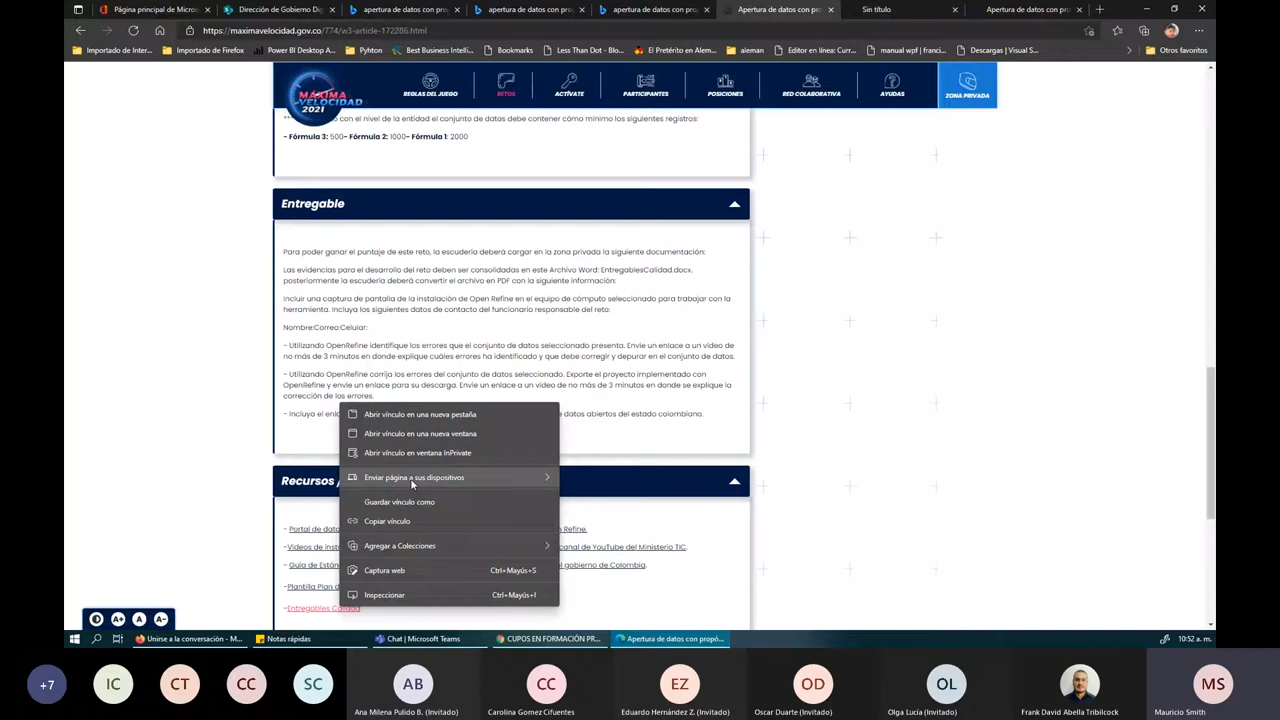 Página principal de Micros
Dirección de Gobierno Dig
apertura de datos con prop
apertura de datos con prop
apertura de datos con prop
Apertura de datos con prop
Sin título
Apertura de datos con prop
https://maximavelocidad.gov.co/774/w3-article-172286.html
Importado de Inter...
Importado de Firefox
Power BI Desktop A...
Pyhton
Best Business Intelli...
Bookmarks
Less Than Dot - Blo...
El Pretérito en Alem...
aleman
Editor en línea: Curr...
manual wpf | franci...
Descargas | Visual S...
Otros favoritos
MÁXIMA
VELOCIDAD
2021
REGLAS DEL JUEGO
RETOS
ACTÍVATE
PARTICIPANTES
POSICIONES
RED COLABORATIVA
AYUDAS
ZONA PRIVADA
con el nivel de la entidad el conjunto de datos debe contener cómo mínimo los siguientes registros:
- Fórmula 3: 500- Fórmula 2: 1000- Fórmula 1: 2000
Entregable
Para poder ganar el puntaje de este reto, la escudería deberá cargar en la zona privada la siguiente documentación:
Las evidencias para el desarrollo del reto deben ser consolidadas en este Archivo Word: EntregablesCalidad.docx,
posteriormente la escudería deberá convertir el archivo en PDF con la siguiente información:
Incluir una captura de pantalla de la instalación de Open Refine en el equipo de cómputo seleccionado para trabajar con la
herramienta. Incluya los siguientes datos de contacto del funcionario responsable del reto:
Nombre:Correo:Celular:
- Utilizando OpenRefine identifique los errores que el conjunto de datos seleccionado presenta. Envíe un enlace a un video de
no más de 3 minutos en donde explique cuáles errores ha identificado y que debe corregir y depurar en el conjunto de datos.
- Utilizando OpenRefine corrija los errores del conjunto de datos seleccionado. Exporte el proyecto implementado con
OpenRefine y envíe un enlace para su descarga. Envíe un enlace a un video de no más de 3 minutos en donde se explique la
corrección de los errores.
- Incluya el enl
de datos abiertos del estado colombiano.
Abrir vínculo en una nueva pestaña
Abrir vínculo en una nueva ventana
Abrir vínculo en ventana InPrivate
Enviar página a sus dispositivos
Guardar vínculo como
Copiar vínculo
Agregar a Colecciones
Captura web Ctrl+Mayús+S
Inspeccionar Ctrl+Mayús+I
Recursos /
- Portal de dato
n Refine.
-Videos de instr
canal de YouTube del Ministerio TIC.
- Guía de Están
el gobierno de Colombia.
-Plantilla Plan d
-Entregables Calidad
A+ A A-
Unirse a la conversación - M...
Notas rápidas
Chat | Microsoft Teams
CUPOS EN FORMACIÓN PR...
Apertura de datos con propó...
10:52 a. m.
+7
IC
CT
CC
SC
AB
CC
EZ
OD
OL
MS
Ana Milena Pulido B. (Invitado)
Carolina Gomez Cifuentes
Eduardo Hernández Z. (Invitado)
Oscar Duarte (Invitado)
Olga Lucía (Invitado)
Frank David Abella Tribilcock
Mauricio Smith